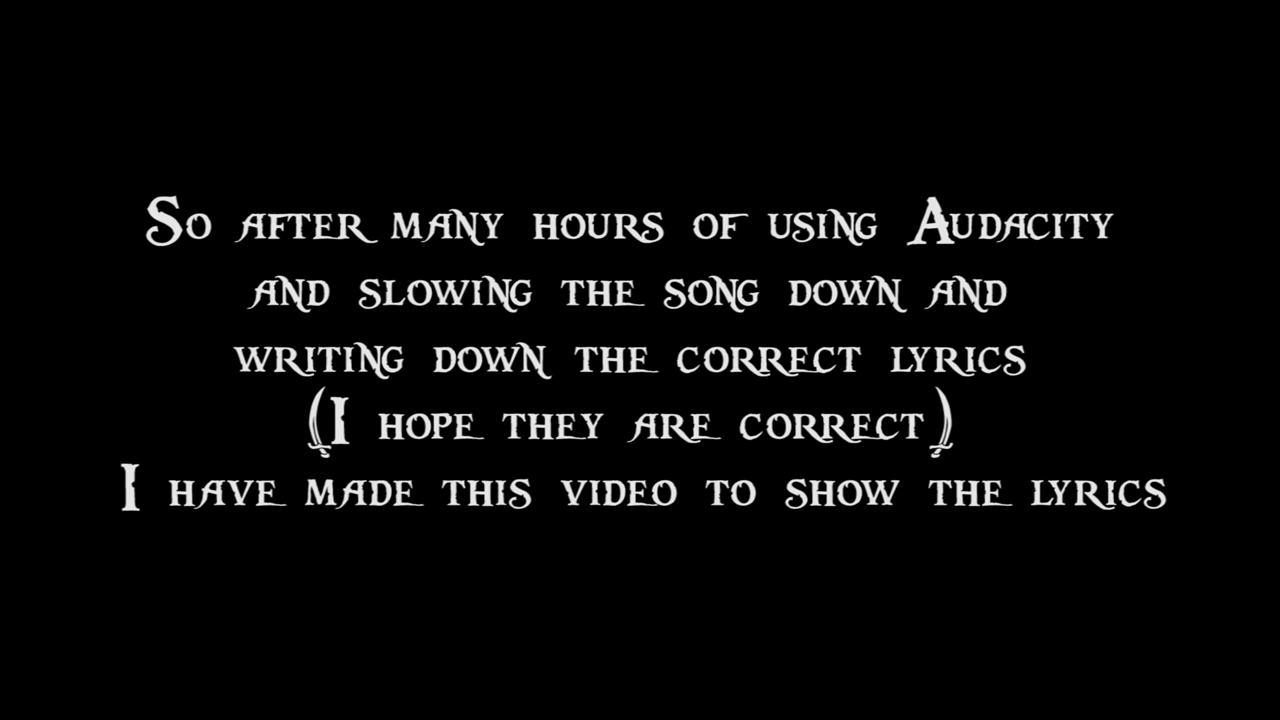 So after many hours of using Audacity
and slowing the song down and
writing down the correct lyrics
(I hope they are correct)
I have made this video to show the lyrics